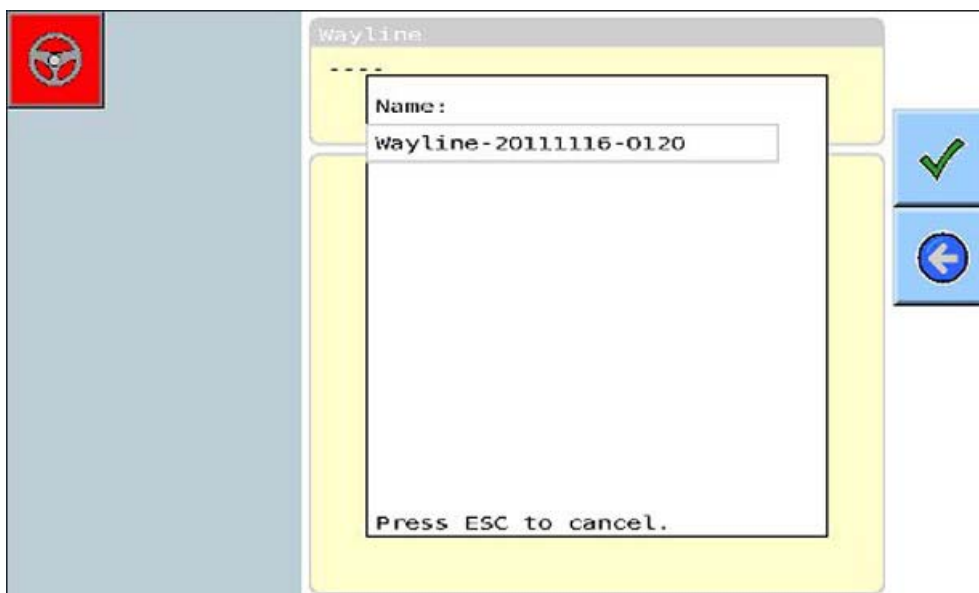 Wayline
----
Name:
Wayline-20111116-0120
Press ESC to cancel.